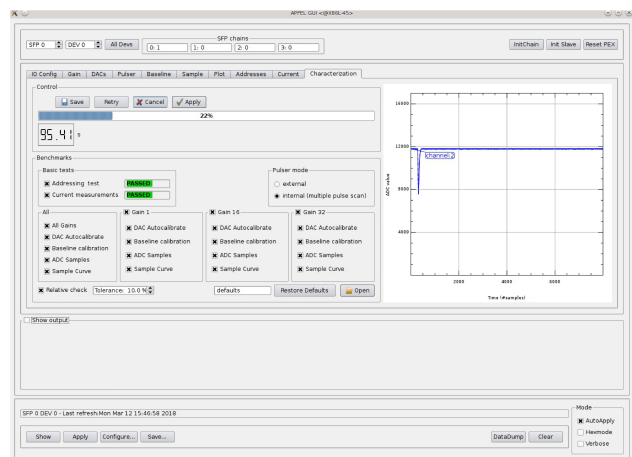 APFEL GUI <@X86L-45>
SFP 0 DEV 0 All Devs
SFP chains
0: 1 1: 0 2: 0 3: 0
InitChain Init Slave Reset PEX
IO Config Gain DACs Pulser Baseline Sample Plot Addresses Current Characterization
Control
Save Retry Cancel Apply
22%
95.41 s
Benchmarks
Basic tests
Addressing test PASSED
Current measurements PASSED
Pulser mode
external
internal (multiple pulse scan)
All Gain 1 Gain 16 Gain 32
All Gains DAC Autocalibrate DAC Autocalibrate DAC Autocalibrate
DAC Autocalibrate Baseline calibration Baseline calibration Baseline calibration
Baseline calibration ADC Samples ADC Samples ADC Samples
ADC Samples Sample Curve Sample Curve Sample Curve
Sample Curve
Relative check Tolerance: 10.0 % defaults Restore Defaults Open
ADC value
16000
12000
8000
4000
channel 2
2000 4000 6000
Time (#samples)
Show output
SFP 0 DEV 0 - Last refresh:Mon Mar 12 15:46:58 2018
Show Apply Configure... Save... DataDump Clear
Mode
AutoApply
Hexmode
Verbose